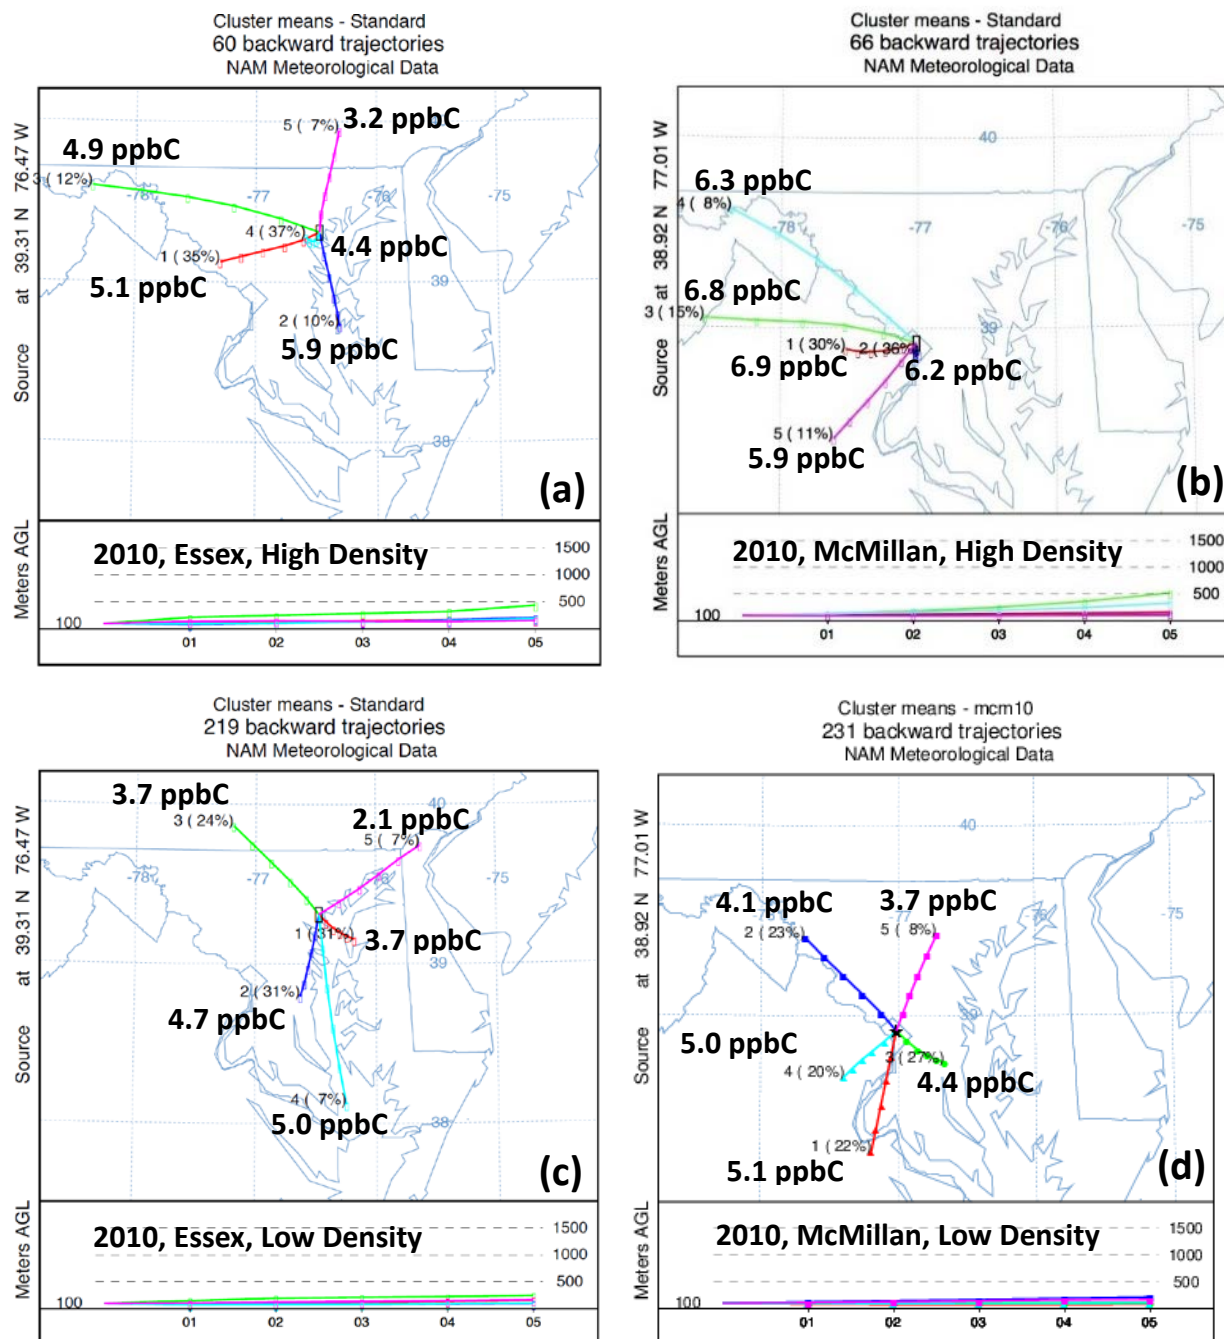 Cluster means - Standard
60 backward trajectories
NAM Meteorological Data
Source at 39.31 N 76.47 W
5 ( 7%) 3.2 ppbC
4.9 ppbC
3 ( 12%)
-78 -77 -76 -75
40
4 ( 37%) 4.4 ppbC
1 ( 35%)
5.1 ppbC
39
2 ( 10%)
5.9 ppbC
38
(a)
Meters AGL
2010, Essex, High Density
1500
1000
500
100
01 02 03 04 05
Cluster means - Standard
66 backward trajectories
NAM Meteorological Data
Source at 38.92 N 77.01 W
40
6.3 ppbC
4 ( 8%)
-78 -77 -76 -75
6.8 ppbC
3 ( 15%)
39
1 ( 30%) 2 ( 36%)
6.9 ppbC 6.2 ppbC
5 ( 11%)
5.9 ppbC
(b)
Meters AGL
2010, McMillan, High Density
1500
1000
500
100
01 02 03 04 05
Cluster means - Standard
219 backward trajectories
NAM Meteorological Data
Source at 39.31 N 76.47 W
3.7 ppbC
3 ( 24%)
2.1 ppbC
5 ( 7%)
40
-78 -77 -76 -75
1 ( 31%)
3.7 ppbC
39
2 ( 31%)
4.7 ppbC
4 ( 7%)
5.0 ppbC
38
(c)
Meters AGL
2010, Essex, Low Density
1500
1000
500
100
01 02 03 04 05
Cluster means - mcm10
231 backward trajectories
NAM Meteorological Data
Source at 38.92 N 77.01 W
40
4.1 ppbC 3.7 ppbC
2 ( 23%) 5 ( 8%)
-78 -77 -76 -75
39
5.0 ppbC
3 ( 27%)
4 ( 20%) 4.4 ppbC
1 ( 22%)
5.1 ppbC
(d)
Meters AGL
2010, McMillan, Low Density
1500
1000
500
100
01 02 03 04 05